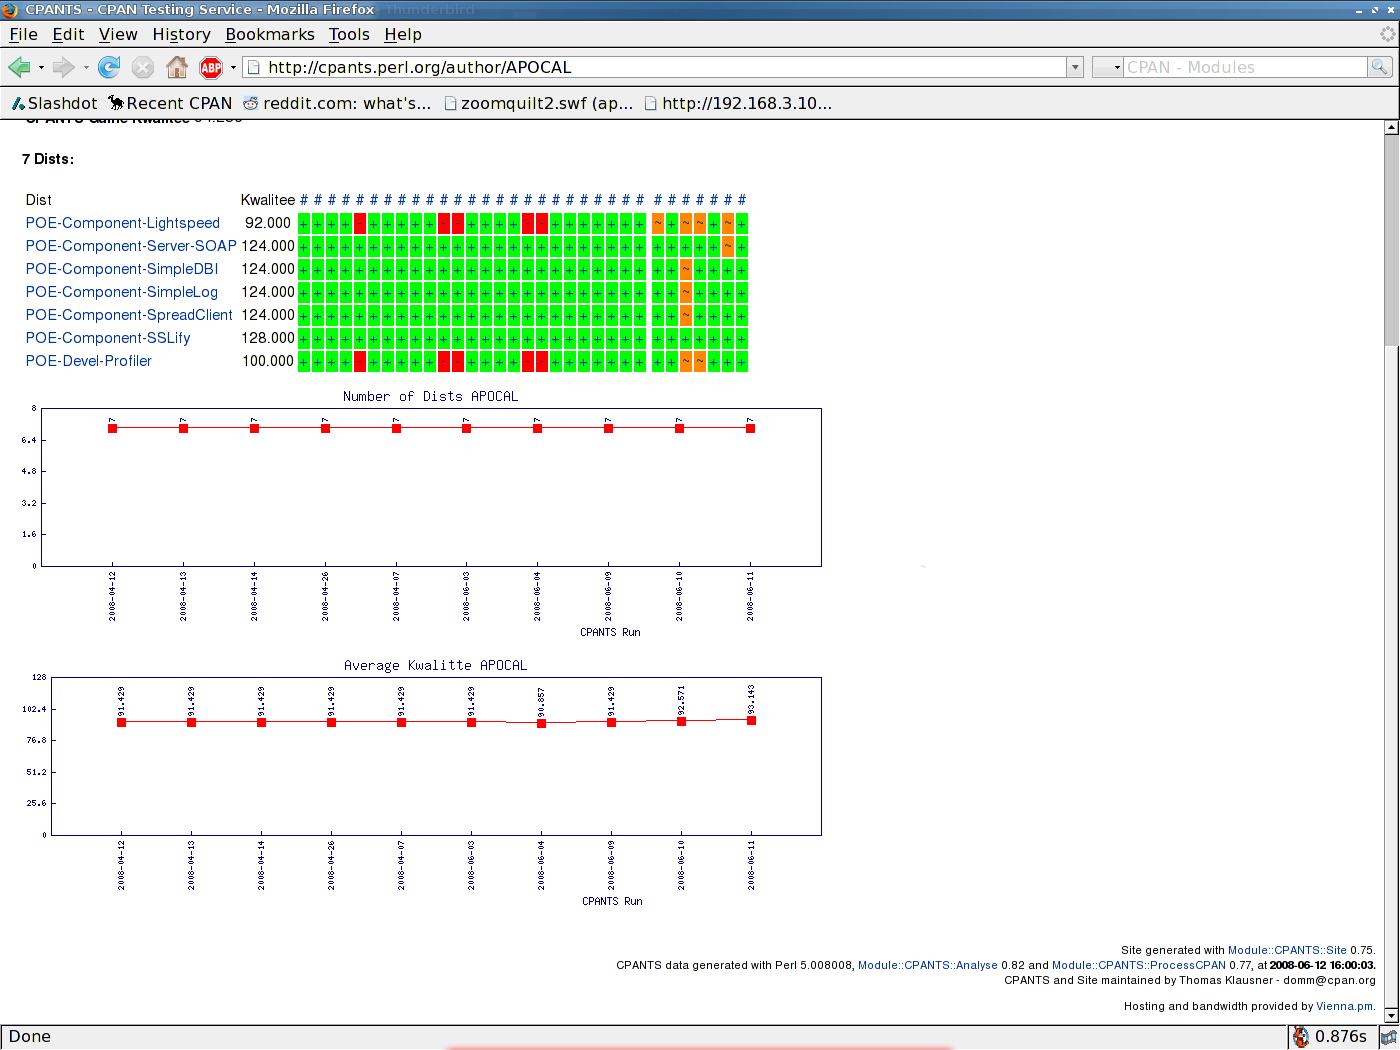 CPANTS - CPAN Testing Service - Mozilla Firefox
File Edit View History Bookmarks Tools Help
ABP http://cpants.perl.org/author/APOCAL CPAN - Modules
Slashdot Recent CPAN reddit.com: what's... zoomquilt2.swf (ap... http://192.168.3.10...
7 Dists:
Dist Kwalitee # # # # # # # # # # # # # # # # # # # # # # # # # # # # # # # #
POE-Component-Lightspeed 92.000 + + + + - + + + + + - - + + + + - - + + + + + + + ~ + ~ ~ + ~ +
POE-Component-Server-SOAP 124.000 + + + + + + + + + + + + + + + + + + + + + + + + + + + + + + ~ +
POE-Component-SimpleDBI 124.000 + + + + + + + + + + + + + + + + + + + + + + + + + + + ~ + + + +
POE-Component-SimpleLog 124.000 + + + + + + + + + + + + + + + + + + + + + + + + + + + ~ + + + +
POE-Component-SpreadClient 124.000 + + + + + + + + + + + + + + + + + + + + + + + + + + + ~ + + + +
POE-Component-SSLify 128.000 + + + + + + + + + + + + + + + + + + + + + + + + + + + + + + + +
POE-Devel-Profiler 100.000 + + + + - + + + + + - - + + + + - - + + + + + + + + + ~ ~ + + +
Number of Dists APOCAL
8
7 7 7 7 7 7 7 7 7 7
6.4
4.8
3.2
1.6
0
2008-04-12 2008-04-13 2008-04-14 2008-04-26 2008-04-07 2008-06-03 2008-06-04 2008-06-09 2008-06-10 2008-06-11
CPANTS Run
Average Kwalitte APOCAL
128
91.429 91.429 91.429 91.429 91.429 91.429 90.857 91.429 92.571 93.143
102.4
76.8
51.2
25.6
0
2008-04-12 2008-04-13 2008-04-14 2008-04-26 2008-04-07 2008-06-03 2008-06-04 2008-06-09 2008-06-10 2008-06-11
CPANTS Run
Site generated with Module::CPANTS::Site 0.75.
CPANTS data generated with Perl 5.008008, Module::CPANTS::Analyse 0.82 and Module::CPANTS::ProcessCPAN 0.77, at 2008-06-12 16:00:03.
CPANTS and Site maintained by Thomas Klausner - domm@cpan.org
Hosting and bandwidth provided by Vienna.pm.
Done 0.876s